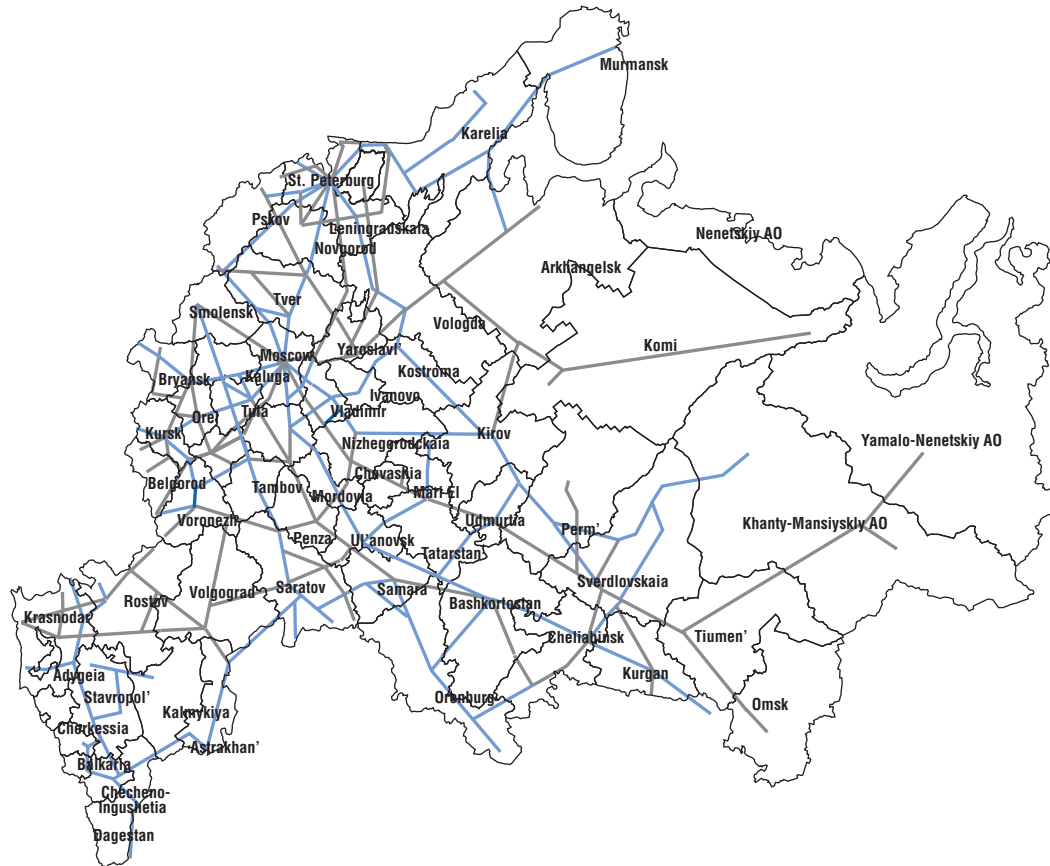 Murmansk
Karelia
St. Peterburg
Pskov
Leningradskaia
Novgorod
Nenetskiy AO
Arkhangelsk
Tver
Smolensk
Vologda
Komi
Moscow
Yaroslavl'
Kostroma
Bryansk
Kaluga
Ivanovo
Orel
Tula
Vladimir
Kursk
Nizhegorodckaia
Kirov
Yamalo-Nenetskiy AO
Chuvashia
Belgorod
Tambov
Mordovia
Mari-El
Voronezh
Udmurtia
Perm'
Khanty-Mansiyskiy AO
Penza
Ul'anovsk
Tatarstan
Sverdlovskaia
Volgograd
Saratov
Samara
Bashkortostan
Rostov
Krasnodar
Cheliabinsk
Tiumen'
Adygeia
Kurgan
Stavropol'
Orenburg
Omsk
Kalmykiya
Cherkessia
Astrakhan'
Balkaria
Checheno-
Ingushetia
Dagestan